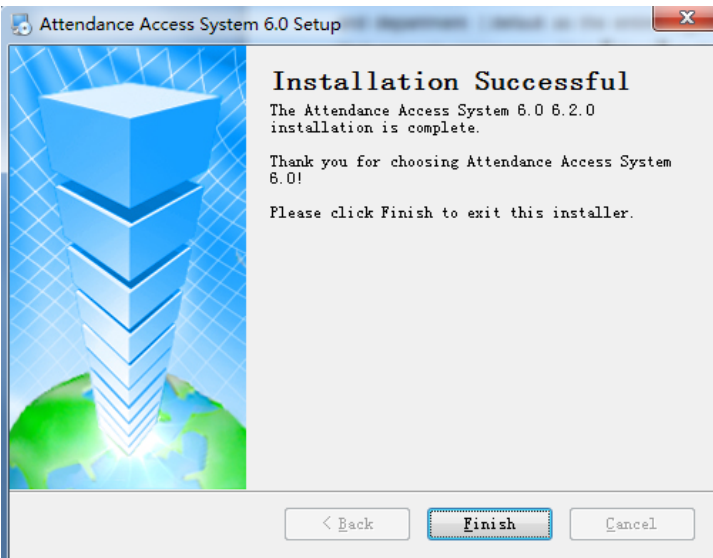 Attendance Access System 6.0 Setup
Installation Successful
The Attendance Access System 6.0 6.2.0
installation is complete.
Thank you for choosing Attendance Access System
6.0!
Please click Finish to exit this installer.
< Back
Finish
Cancel